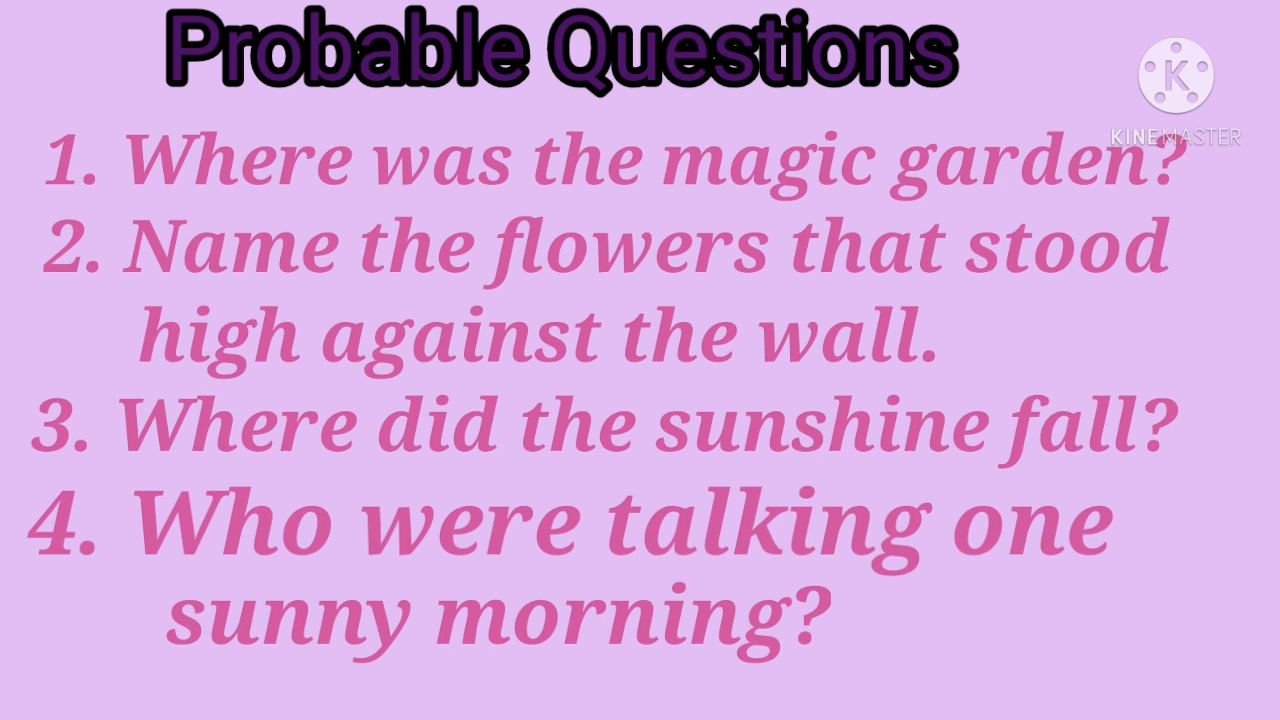 Probable Questions
KINEMASTER
1. Where was the magic garden?
2. Name the flowers that stood
high against the wall.
3. Where did the sunshine fall?
4. Who were talking one
sunny morning?